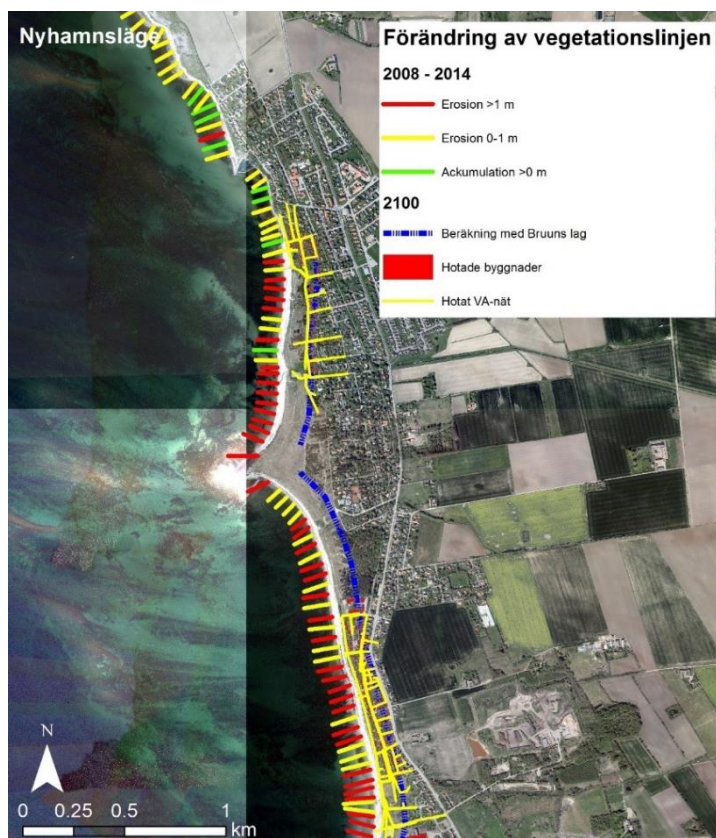 Nyhamnsläge
Förändring av vegetationslinjen
2008 - 2014
Erosion >1 m
Erosion 0-1 m
Ackumulation >0 m
2100
Beräkning med Bruuns lag
Hotade byggnader
Hotat VA-nät
N
0 0.25 0.5 1
km